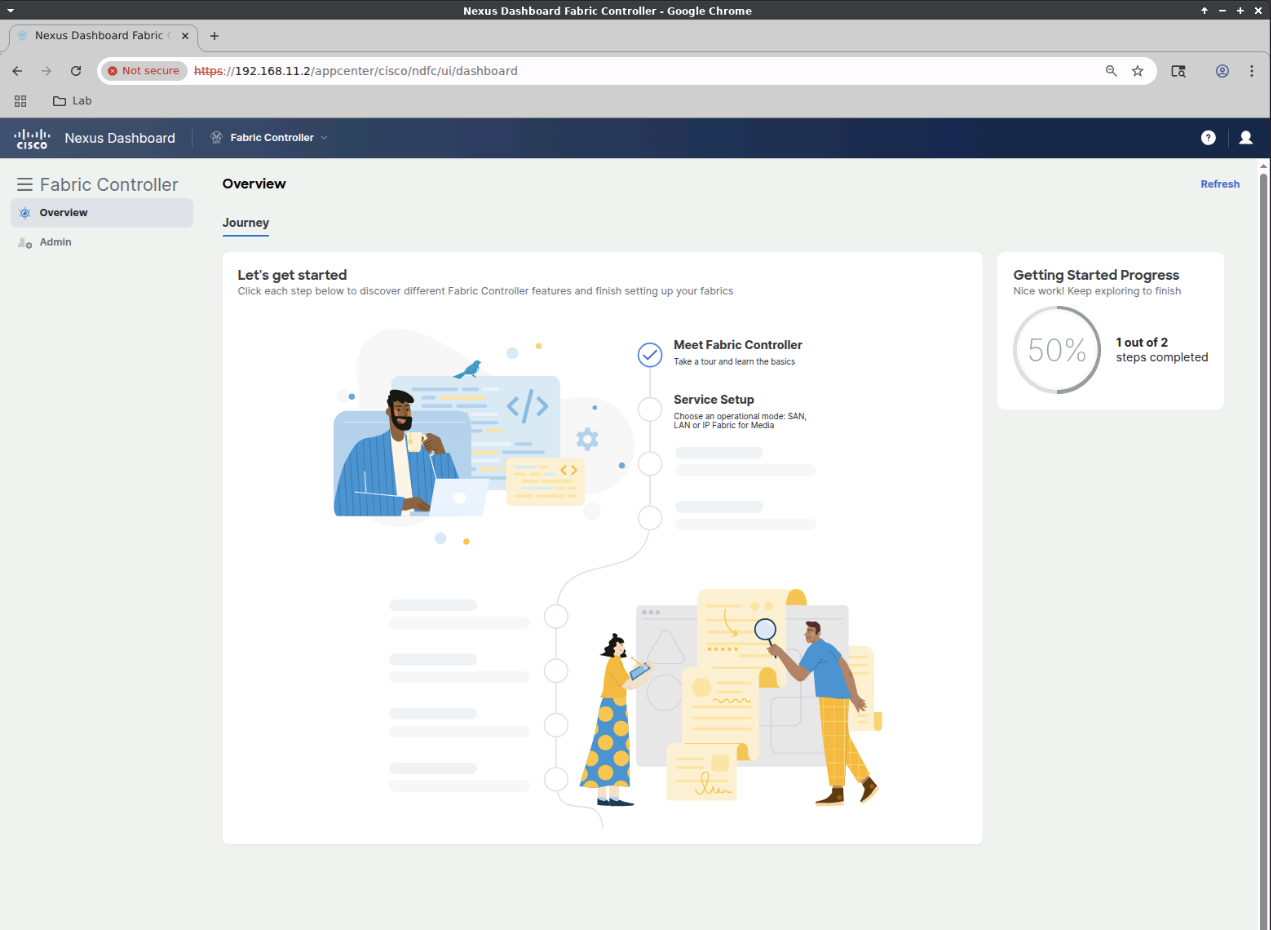 Nexus Dashboard Fabric Controller - Google Chrome
Nexus Dashboard Fabric C
Not secure
https://192.168.11.2/appcenter/cisco/ndfc/ui/dashboard
Lab
CISCO
Nexus Dashboard
Fabric Controller
?
Fabric Controller
Overview
Admin
Overview
Refresh
Journey
Let's get started
Click each step below to discover different Fabric Controller features and finish setting up your fabrics
Meet Fabric Controller
Take a tour and learn the basics
Service Setup
Choose an operational mode: SAN,
LAN or IP Fabric for Media
Getting Started Progress
Nice work! Keep exploring to finish
50%
1 out of 2
steps completed